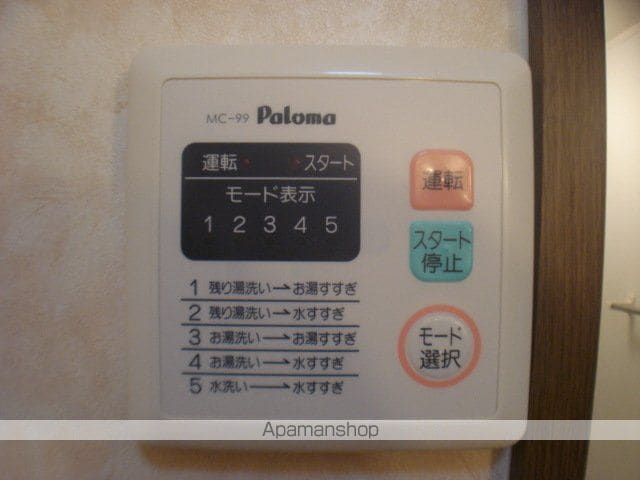 MC-99 Paloma
運転 スタート
モード表示
1 2 3 4 5
運転
スタート
停止
モード
選択
1 残り湯洗い→お湯すすぎ
2 残り湯洗い→水すすぎ
3 お湯洗い→お湯すすぎ
4 お湯洗い→水すすぎ
5 水洗い→水すすぎ
Apamanshop